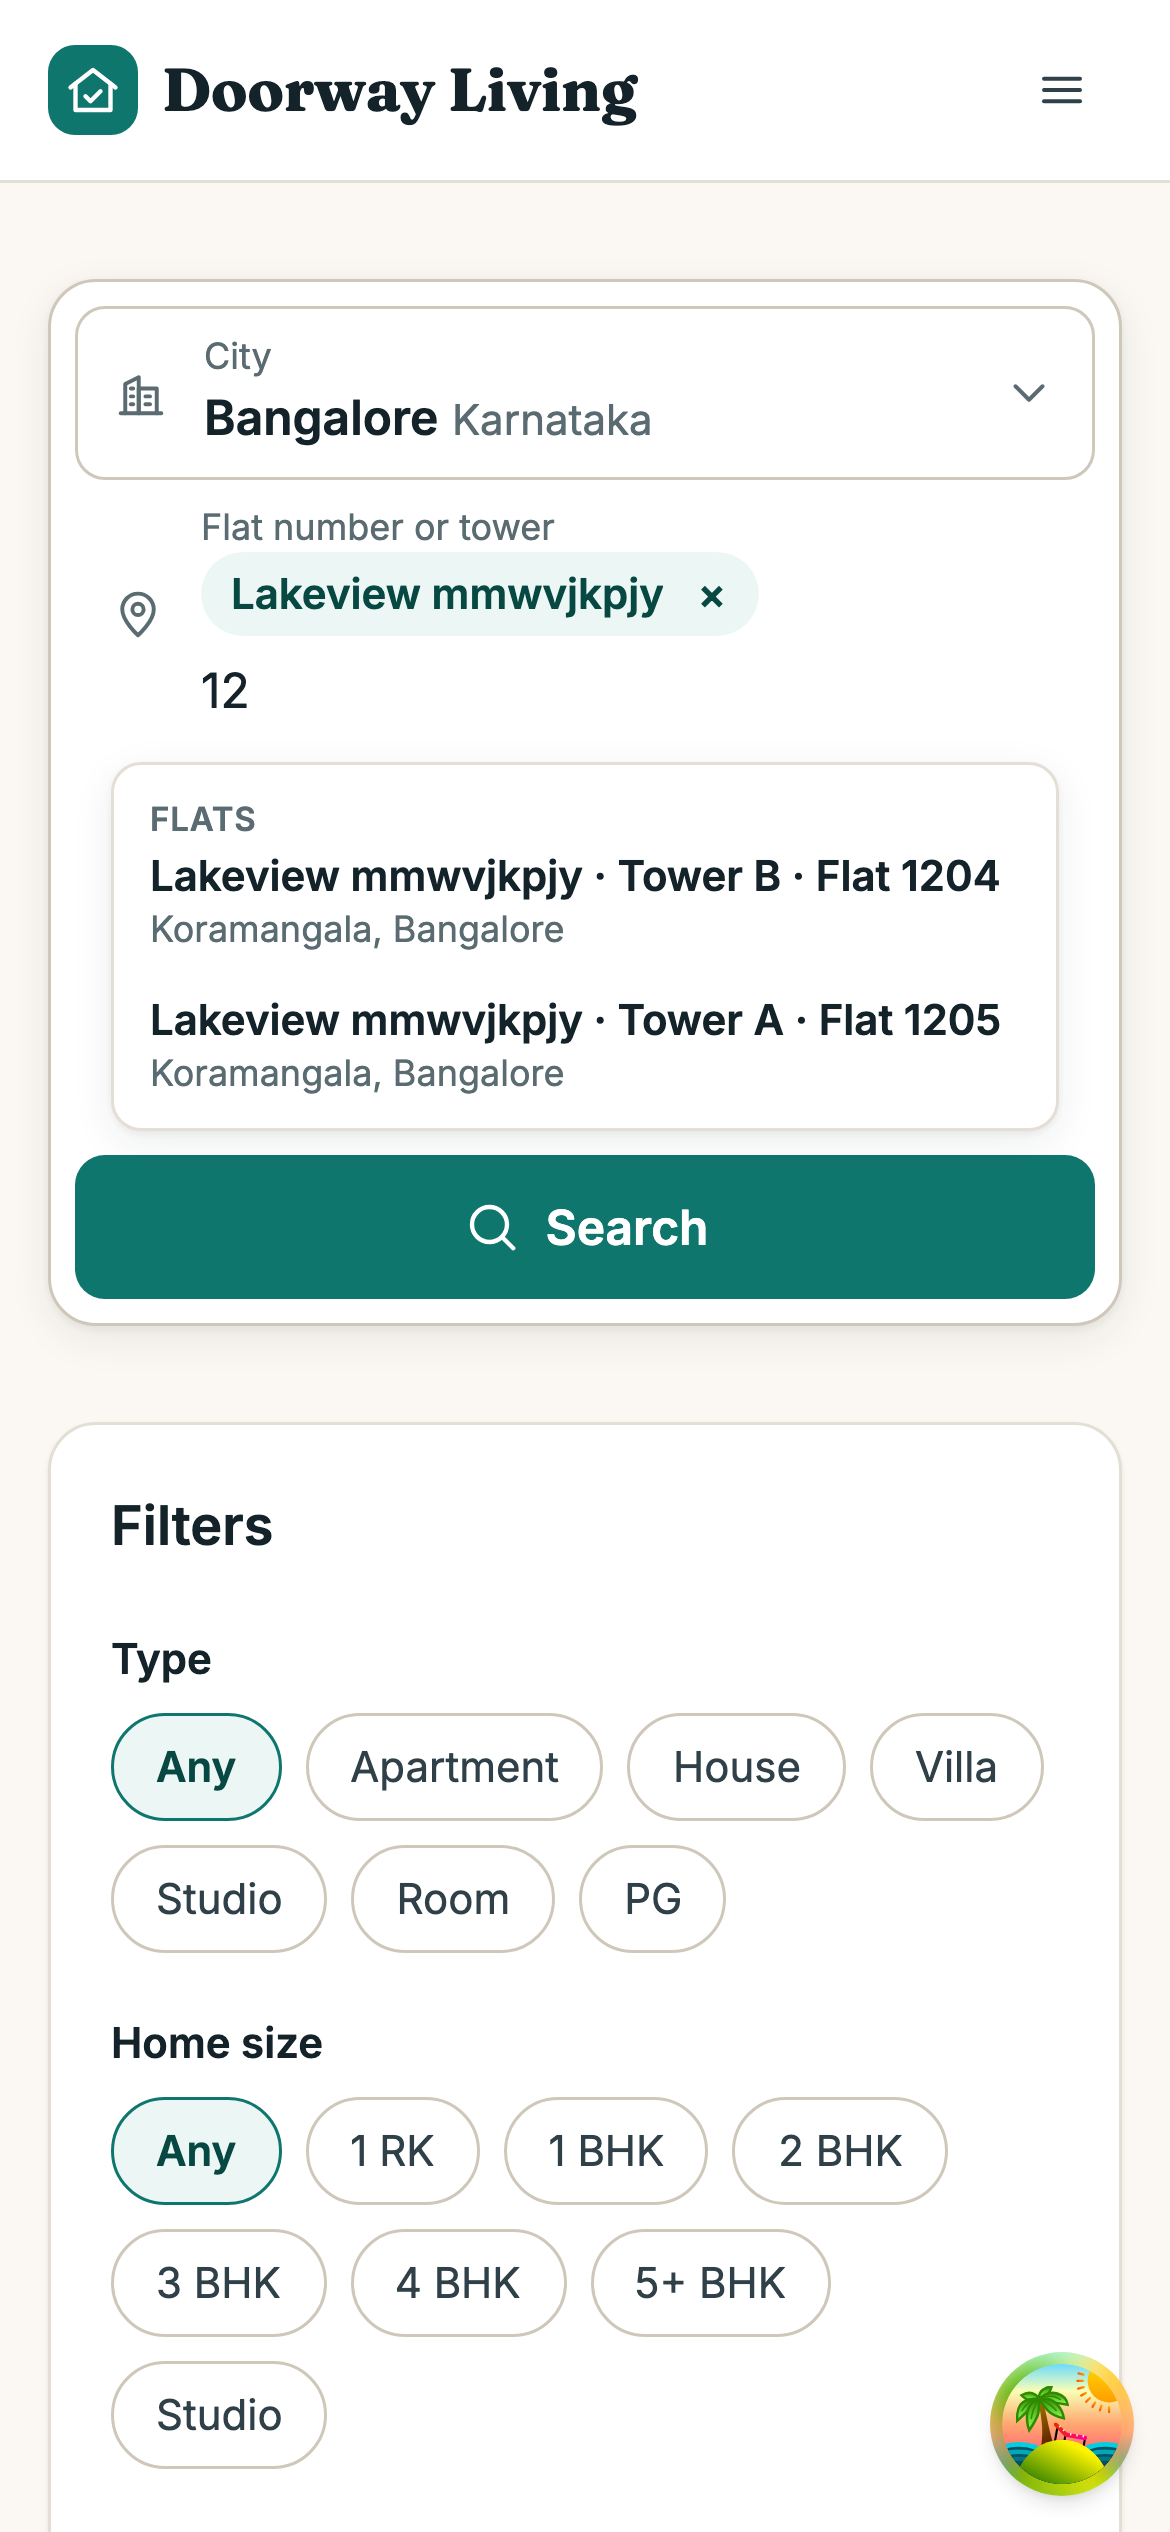 Doorway Living
City
Bangalore Karnataka
Flat number or tower
Lakeview mmwvjkpjy ×
12
FLATS
Lakeview mmwvjkpjy · Tower B · Flat 1204
Koramangala, Bangalore
Lakeview mmwvjkpjy · Tower A · Flat 1205
Koramangala, Bangalore
Search
Filters
Type
Any Apartment House Villa
Studio Room PG
Home size
Any 1 RK 1 BHK 2 BHK
3 BHK 4 BHK 5+ BHK
Studio